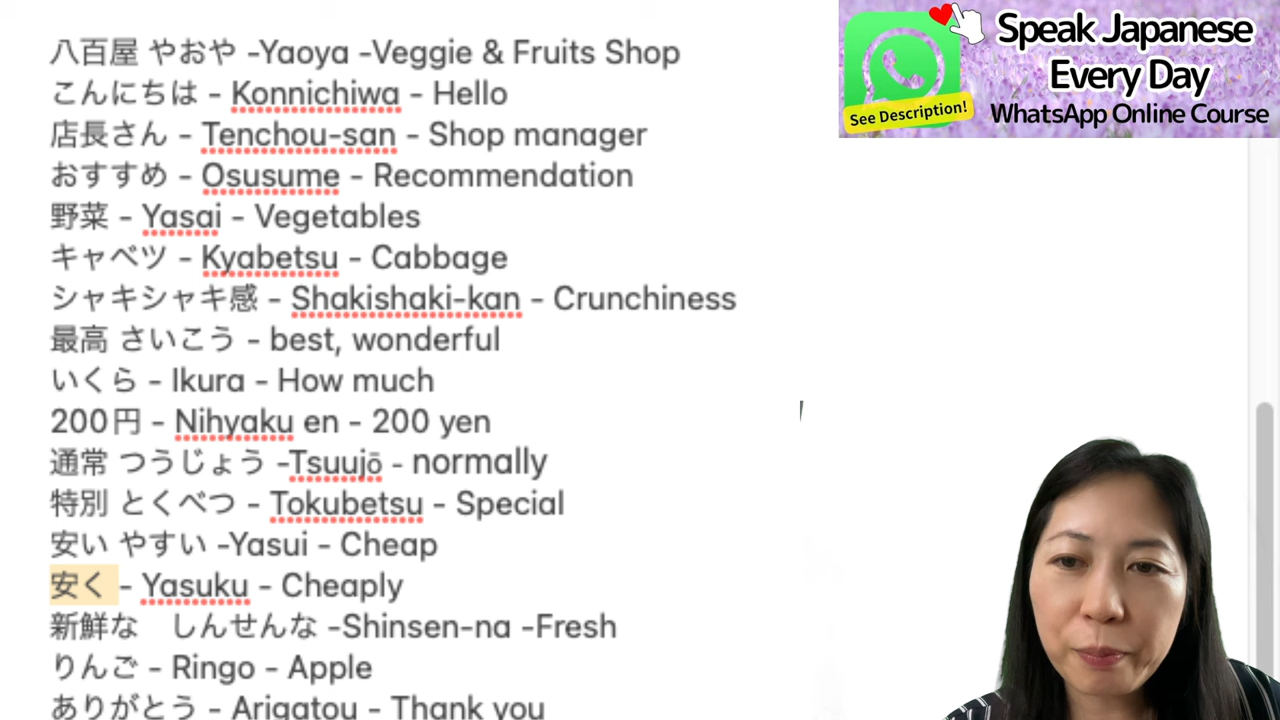 八百屋 やおや -Yaoya -Veggie & Fruits Shop
こんにちは - Konnichiwa - Hello
店長さん - Tenchou-san - Shop manager
おすすめ - Osusume - Recommendation
野菜 - Yasai - Vegetables
キャベツ - Kyabetsu - Cabbage
シャキシャキ感 - Shakishaki-kan - Crunchiness
最高 さいこう - best, wonderful
いくら - Ikura - How much
200円 - Nihyaku en - 200 yen
通常 つうじょう -Tsuujō - normally
特別 とくべつ - Tokubetsu - Special
安い やすい -Yasui - Cheap
安く - Yasuku - Cheaply
新鮮な　しんせんな -Shinsen-na -Fresh
りんご - Ringo - Apple
ありがとう - Arigatou - Thank you
See Description!
Speak Japanese
Every Day
WhatsApp Online Course